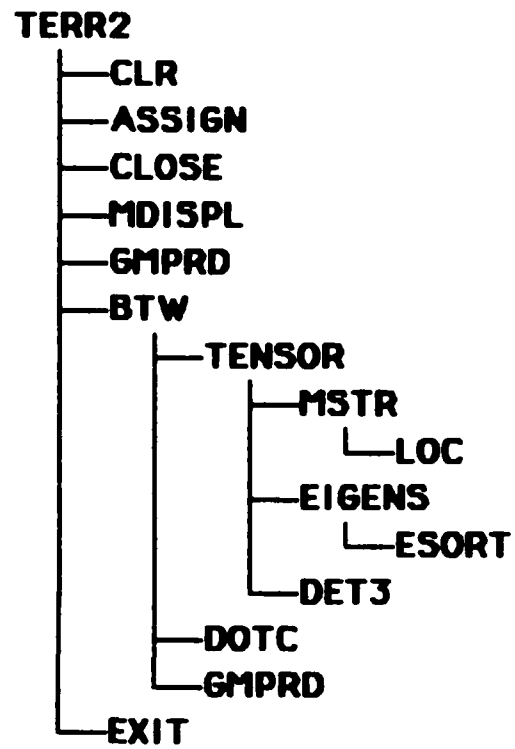 TERR2
CLR
ASSIGN
CLOSE
MDISPL
GMPRD
BTW
TENSOR
MSTR
LOC
EIGENS
ESORT
DET3
DOTC
GMPRD
EXIT